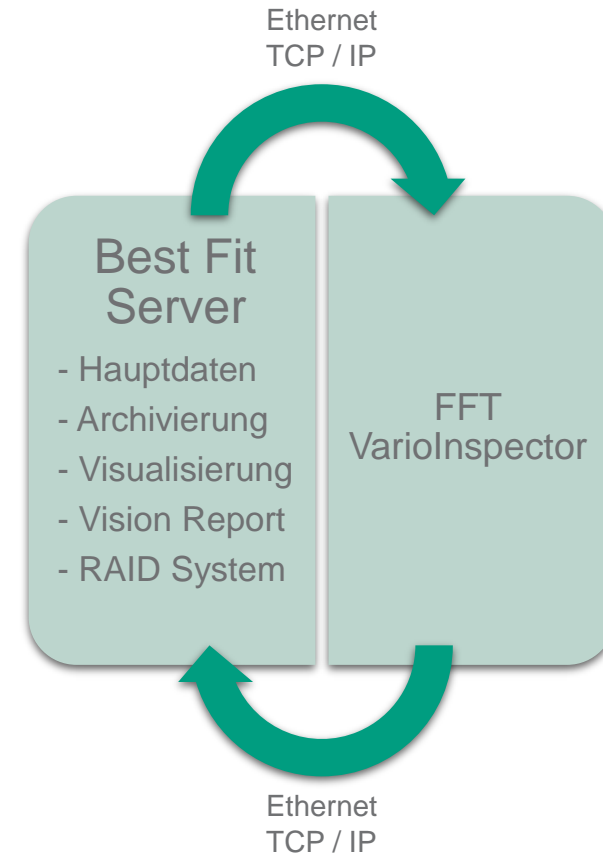 Ethernet
TCP / IP
Best Fit
Server
- Hauptdaten
- Archivierung
- Visualisierung
- Vision Report
- RAID System
FFT
VarioInspector
Ethernet
TCP / IP